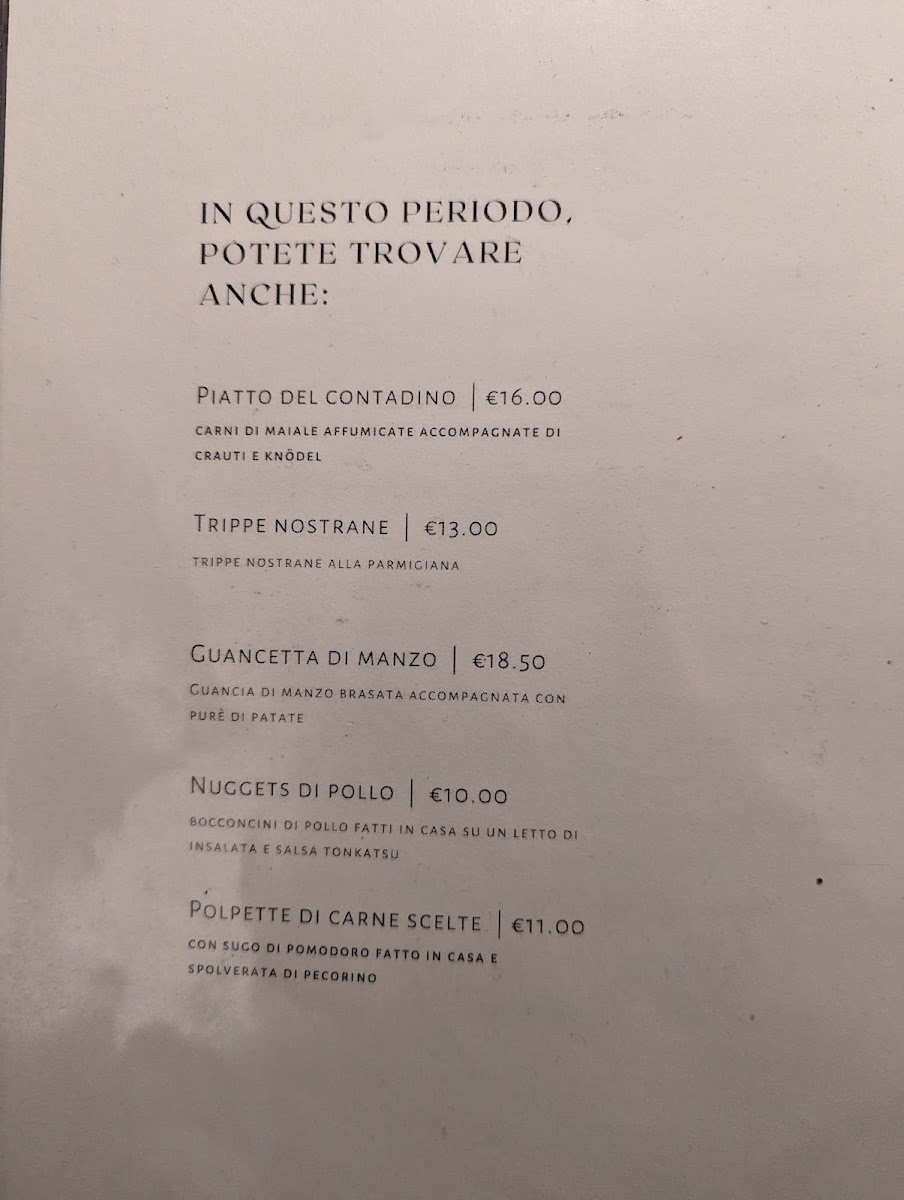 IN QUESTO PERIODO,
POTETE TROVARE
ANCHE:
PIATTO DEL CONTADINO | €16.00
CARNI DI MAIALE AFFUMICATE ACCOMPAGNATE DI
CRAUTI E KNÖDEL
TRIPPE NOSTRANE | €13.00
TRIPPE NOSTRANE ALLA PARMIGIANA
GUANCETTA DI MANZO | €18.50
GUANCIA DI MANZO BRASATA ACCOMPAGNATA CON
PURÈ DI PATATE
NUGGETS DI POLLO | €10.00
BOCCONCINI DI POLLO FATTI IN CASA SU UN LETTO DI
INSALATA E SALSA TONKATSU
POLPETTE DI CARNE SCELTE | €11.00
CON SUGO DI POMODORO FATTO IN CASA E
SPOLVERATA DI PECORINO